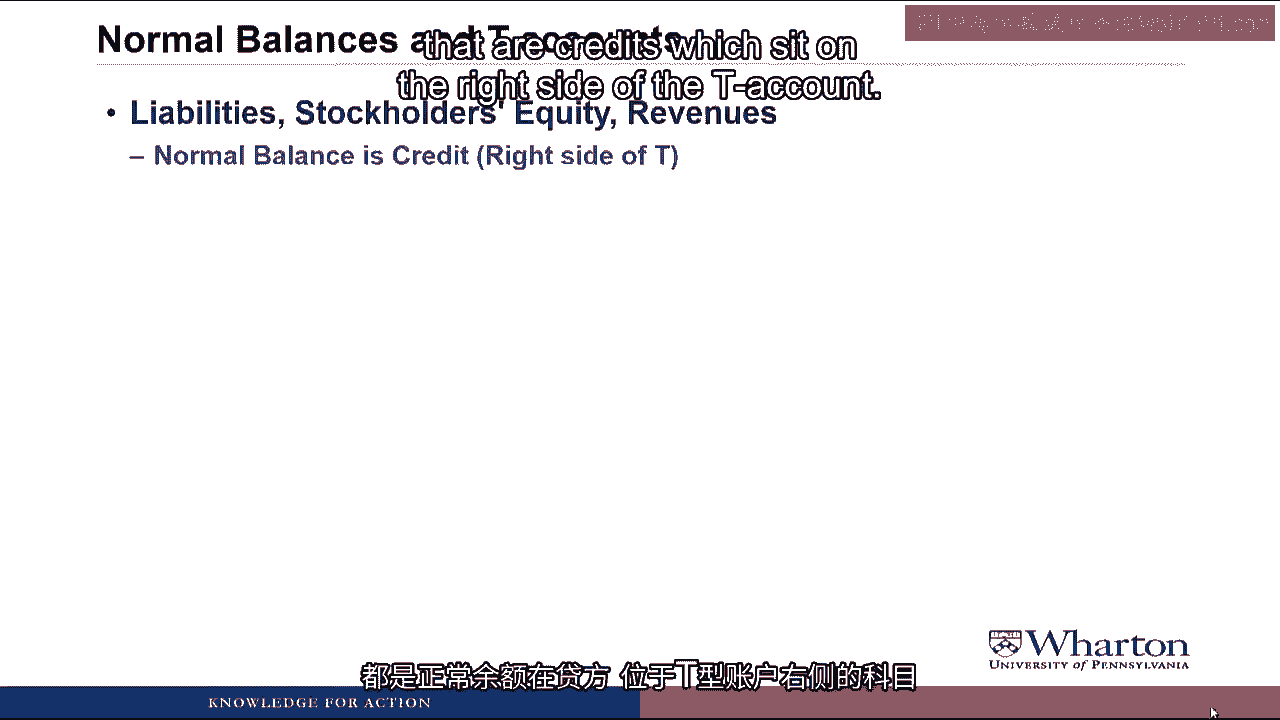 Normal Balances and T-accounts
that are credits which sit on
the right side of the T-account.
• Liabilities, Stockholders' Equity, Revenues
– Normal Balance is Credit (Right side of T)
Wharton
UNIVERSITY of PENNSYLVANIA
都是正常余额在贷方 位于T型账户右侧的科目
KNOWLEDGE FOR ACTION